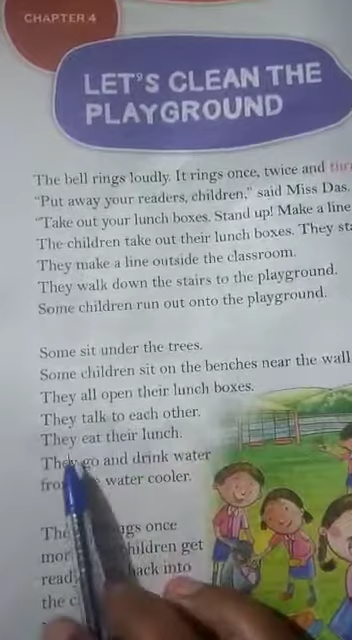 CHAPTER 4
LET'S CLEAN THE
PLAYGROUND
The bell rings loudly. It rings once, twice and
"Put away your readers, children," said Miss Das.
"Take out your lunch boxes. Stand up! Make a line
The children take out their lunch boxes. They
They make a line outside the classroom.
They walk down the stairs to the playground.
Some children run out onto the playground.
Some sit under the trees.
Some children sit on the benches near the wall
They all open their lunch boxes.
They talk to each other.
They eat their lunch.
They go and drink water
water cooler.
once
children get
back into
the